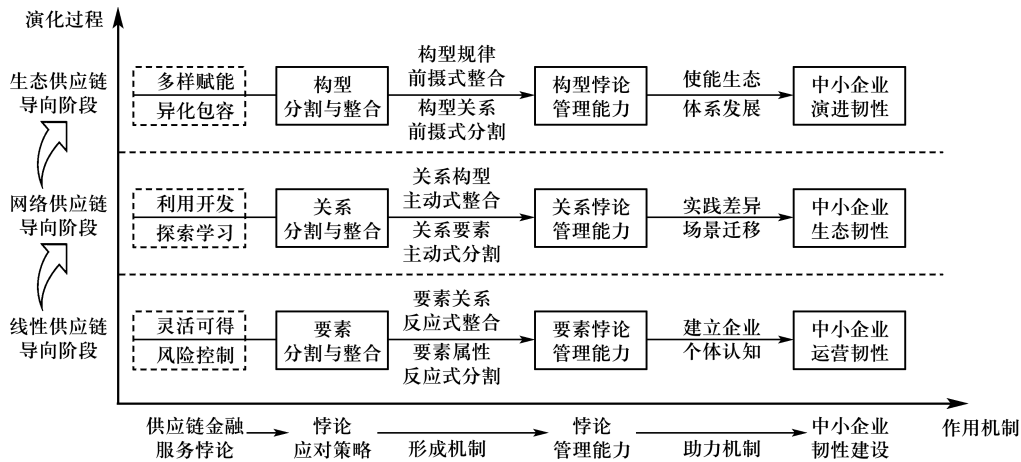 演化过程
生态供应链
导向阶段
多样赋能
异化包容
构型
分割与整合
构型规律
前摄式整合
构型关系
前摄式分割
构型悖论
管理能力
使能生态
体系发展
中小企业
演进韧性
网络供应链
导向阶段
利用开发
探索学习
关系
分割与整合
关系构型
主动式整合
关系要素
主动式分割
关系悖论
管理能力
实践差异
场景迁移
中小企业
生态韧性
线性供应链
导向阶段
灵活可得
风险控制
要素
分割与整合
要素关系
反应式整合
要素属性
反应式分割
要素悖论
管理能力
建立企业
个体认知
中小企业
运营韧性
供应链金融
服务悖论
悖论
应对策略
形成机制
悖论
管理能力
助力机制
中小企业
韧性建设
作用机制